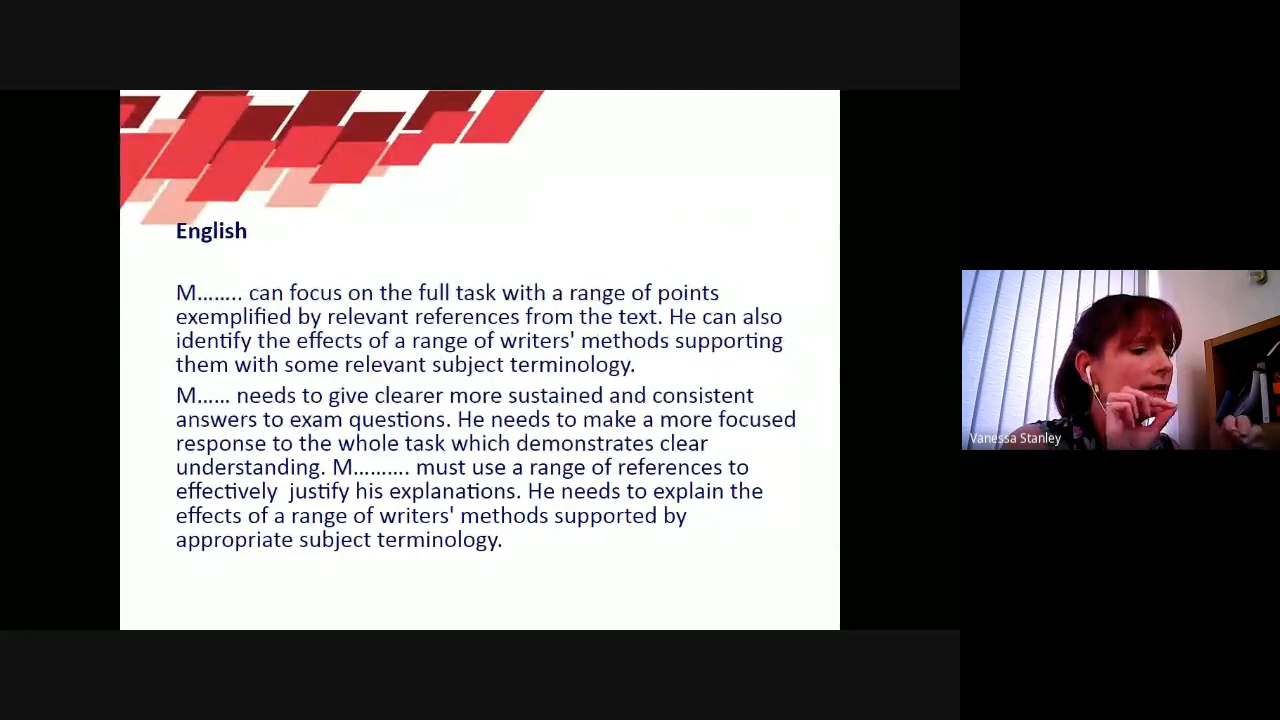 English
M…….. can focus on the full task with a range of points
exemplified by relevant references from the text. He can also
identify the effects of a range of writers' methods supporting
them with some relevant subject terminology.
M…… needs to give clearer more sustained and consistent
answers to exam questions. He needs to make a more focused
response to the whole task which demonstrates clear
understanding. M………. must use a range of references to
effectively  justify his explanations. He needs to explain the
effects of a range of writers' methods supported by
appropriate subject terminology.
Vanessa Stanley